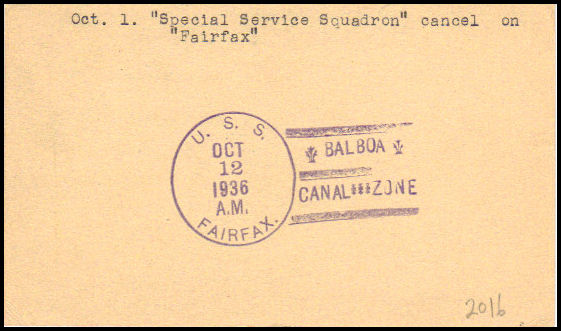 Oct. 1. "Special Service Squadron" cancel on
"Fairfax"
U. S. S.
OCT
12
1936
A.M.
FAIRFAX.
BALBOA
CANAL ZONE
2016